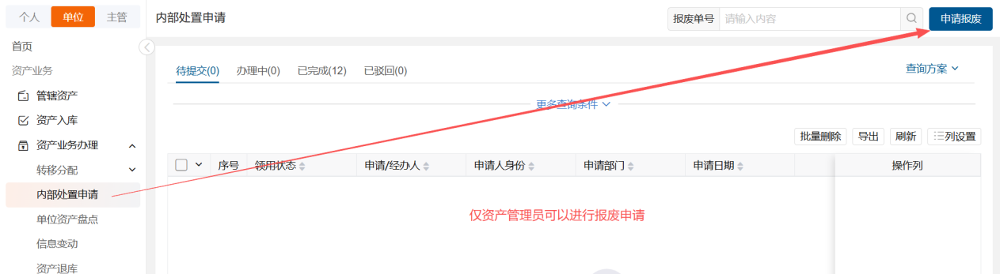 个人 单位 主管 内部处置申请 报废单号 请输入内容 申请报废
首页
资产业务 待提交(0) 办理中(0) 已完成(12) 已驳回(0) 查询方案
管辖资产 更多查询条件
资产入库
资产业务办理 批量删除 导出 刷新 列设置
转移分配 序号 领用状态 申请/经办人 申请人身份 申请部门 申请日期 操作列
内部处置申请
单位资产盘点 仅资产管理员可以进行报废申请
信息变动
资产退库